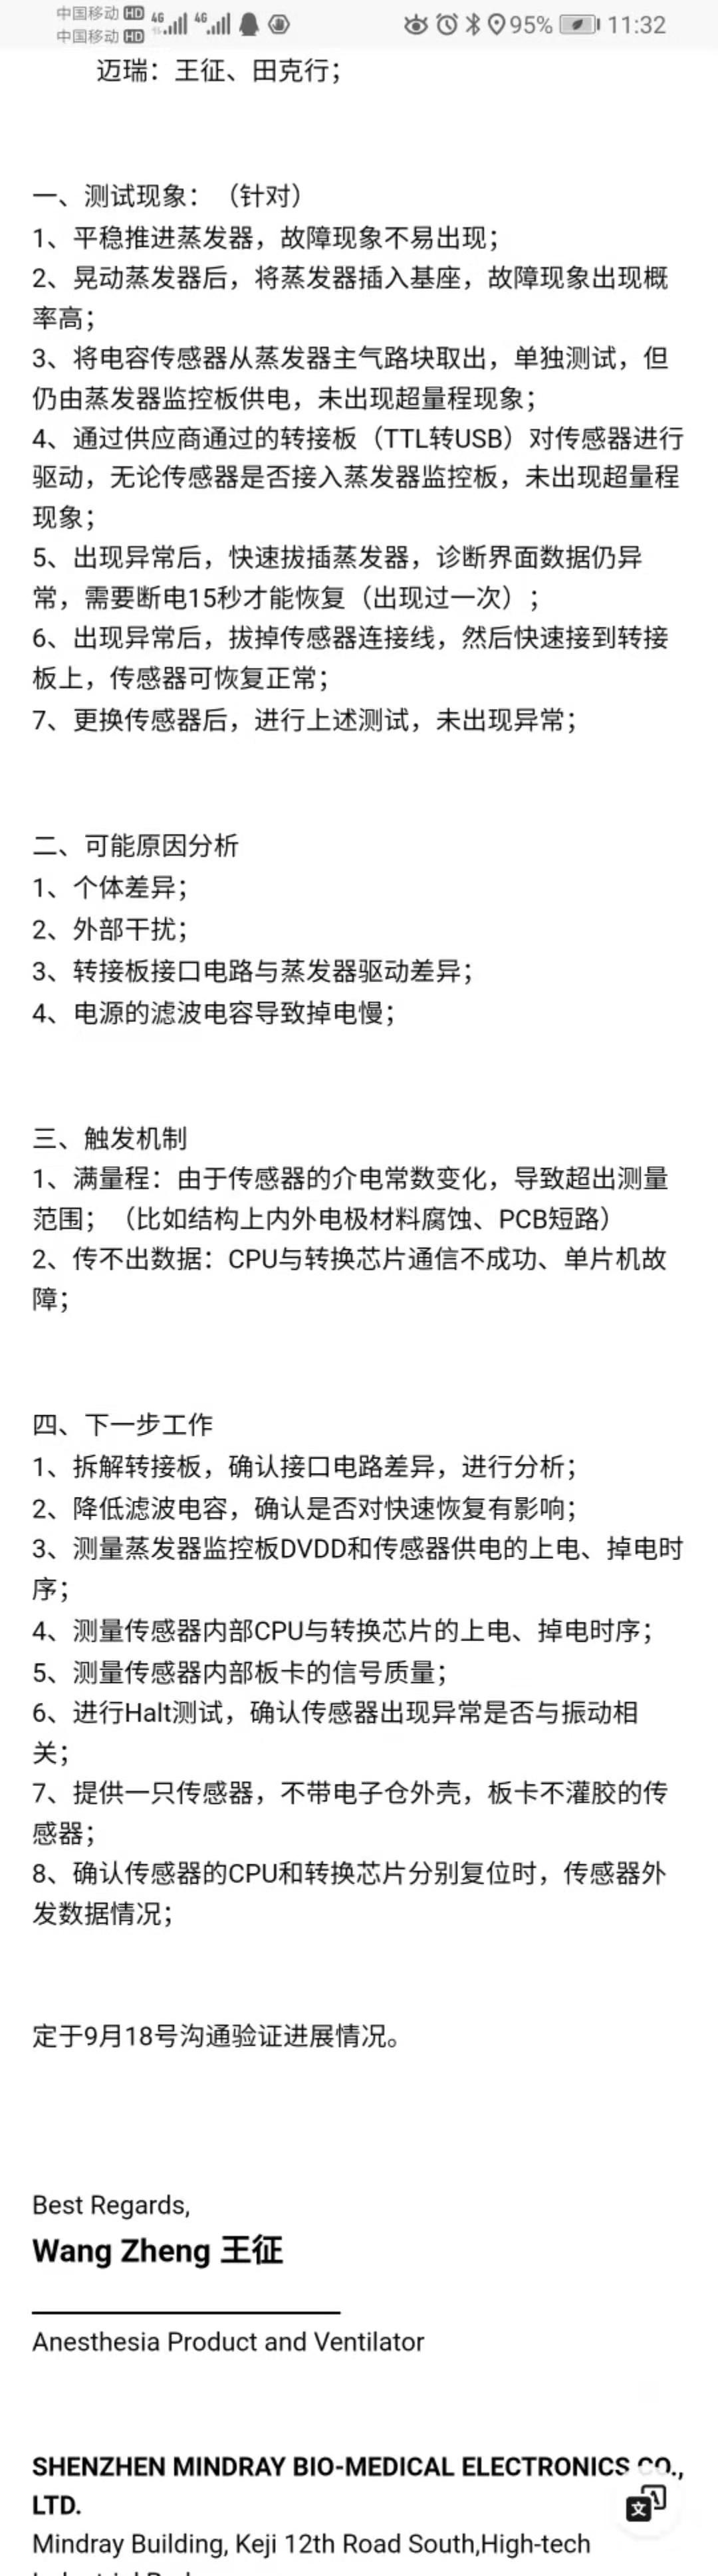 中国移动 HD 4G 4G 95% 11:32
中国移动 HD
迈瑞：王征、田克行；
一、测试现象：（针对）
1、平稳推进蒸发器，故障现象不易出现；
2、晃动蒸发器后，将蒸发器插入基座，故障现象出现概
率高；
3、将电容传感器从蒸发器主气路块取出，单独测试，但
仍由蒸发器监控板供电，未出现超量程现象；
4、通过供应商通过的转接板（TTL转USB）对传感器进行
驱动，无论传感器是否接入蒸发器监控板，未出现超量程
现象；
5、出现异常后，快速拔插蒸发器，诊断界面数据仍异
常，需要断电15秒才能恢复（出现过一次）；
6、出现异常后，拔掉传感器连接线，然后快速接到转接
板上，传感器可恢复正常；
7、更换传感器后，进行上述测试，未出现异常；
二、可能原因分析
1、个体差异；
2、外部干扰；
3、转接板接口电路与蒸发器驱动差异；
4、电源的滤波电容导致掉电慢；
三、触发机制
1、满量程：由于传感器的介电常数变化，导致超出测量
范围；（比如结构上内外电极材料腐蚀、PCB短路）
2、传不出数据：CPU与转换芯片通信不成功、单片机故
障；
四、下一步工作
1、拆解转接板，确认接口电路差异，进行分析；
2、降低滤波电容，确认是否对快速恢复有影响；
3、测量蒸发器监控板DVDD和传感器供电的上电、掉电时
序；
4、测量传感器内部CPU与转换芯片的上电、掉电时序；
5、测量传感器内部板卡的信号质量；
6、进行Halt测试，确认传感器出现异常是否与振动相
关；
7、提供一只传感器，不带电子仓外壳，板卡不灌胶的传
感器；
8、确认传感器的CPU和转换芯片分别复位时，传感器外
发数据情况；
定于9月18号沟通验证进展情况。
Best Regards,
Wang Zheng 王征
Anesthesia Product and Ventilator
SHENZHEN MINDRAY BIO-MEDICAL ELECTRONICS CO.,
LTD.
Mindray Building, Keji 12th Road South,High-tech